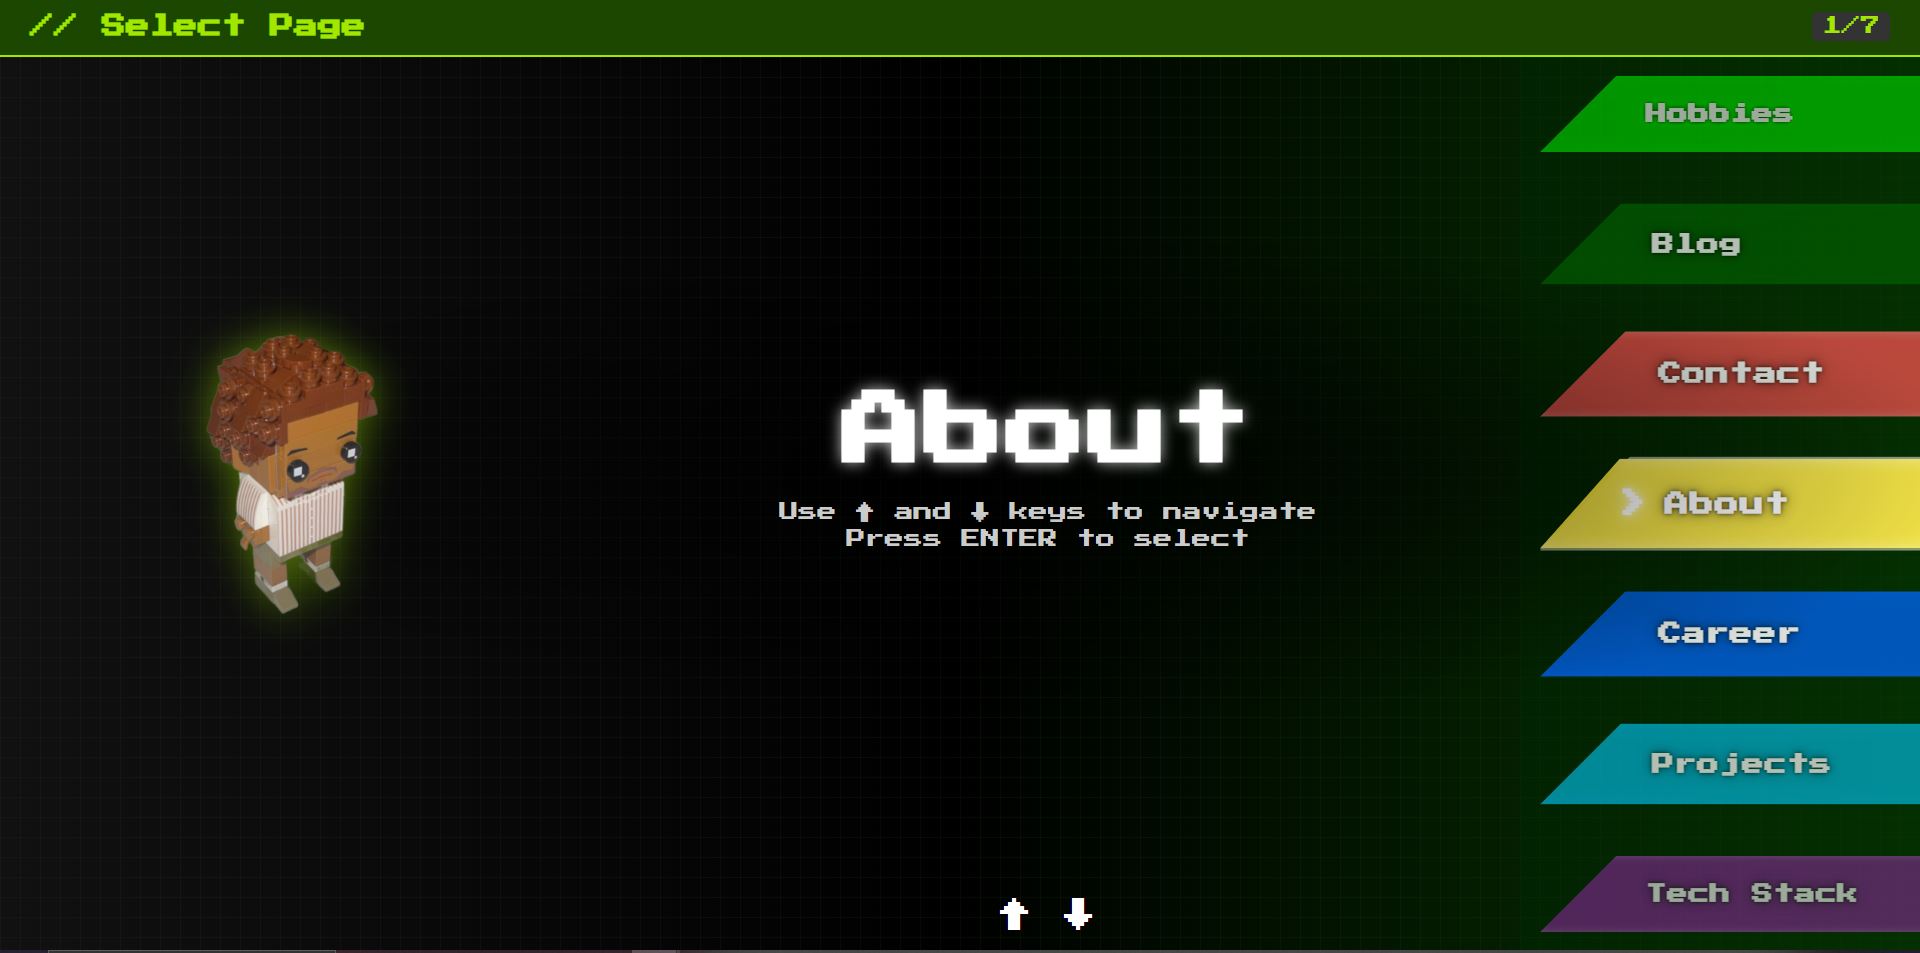 // Select Page
1/7
Hobbies
Blog
Contact
About
Use ⬆ and ⬇ keys to navigate
Press ENTER to select
❯ About
Career
Projects
Tech Stack
⬆ ⬇